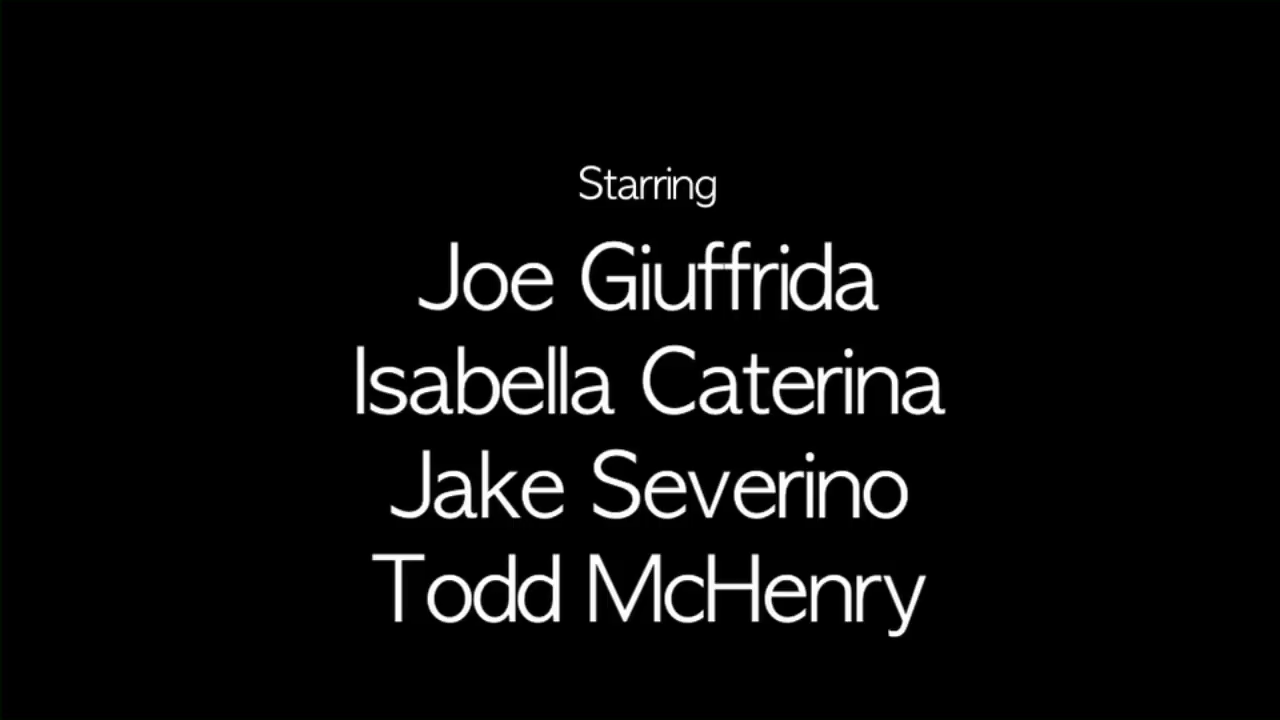 Starring
Joe Giuffrida
Isabella Caterina
Jake Severino
Todd McHenry